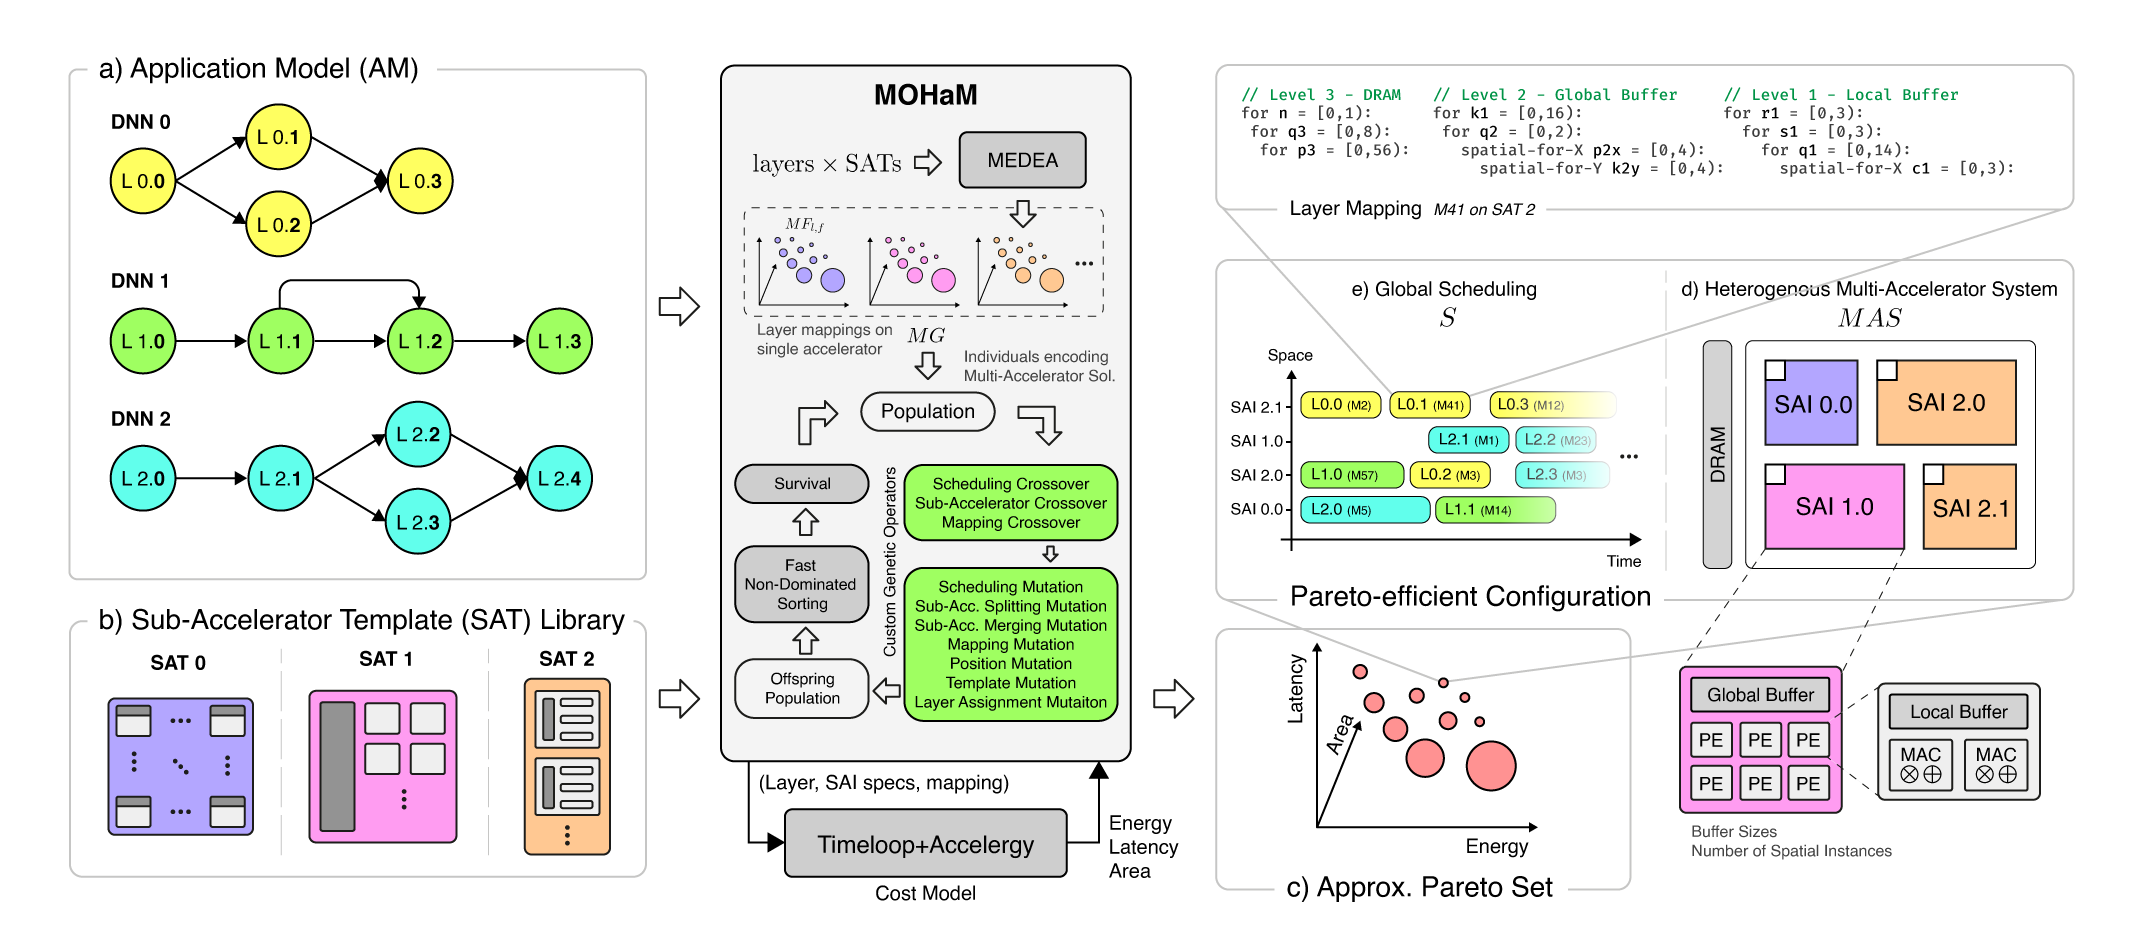 a) Application Model (AM)
DNN 0
L 0.0
L 0.1
L 0.2
L 0.3
DNN 1
L 1.0
L 1.1
L 1.2
L 1.3
DNN 2
L 2.0
L 2.1
L 2.2
L 2.3
L 2.4
b) Sub-Accelerator Template (SAT) Library
SAT 0
SAT 1
SAT 2
MOHaM
layers × SATs
MEDEA
MF l,f
...
Layer mappings on
single accelerator
MG
Individuals encoding
Multi-Accelerator Sol.
Population
Survival
Fast
Non-Dominated
Sorting
Offspring
Population
Custom Genetic Operators
Scheduling Crossover
Sub-Accelerator Crossover
Mapping Crossover
Scheduling Mutation
Sub-Acc. Splitting Mutation
Sub-Acc. Merging Mutation
Mapping Mutation
Position Mutation
Template Mutation
Layer Assignment Mutaiton
(Layer, SAI specs, mapping)
Timeloop+Accelergy
Cost Model
Energy
Latency
Area
// Level 3 - DRAM
for n = [0,1):
for q3 = [0,8):
for p3 = [0,56):
// Level 2 - Global Buffer
for k1 = [0,16):
for q2 = [0,2):
spatial-for-X p2x = [0,4):
spatial-for-Y k2y = [0,4):
// Level 1 - Local Buffer
for r1 = [0,3):
for s1 = [0,3):
for q1 = [0,14):
spatial-for-X c1 = [0,3):
Layer Mapping M41 on SAT 2
e) Global Scheduling
S
Space
SAI 2.1
L0.0 (M2)
L0.1 (M41)
L0.3 (M12)
SAI 1.0
L2.1 (M1)
L2.2 (M23)
SAI 2.0
L1.0 (M57)
L0.2 (M3)
L2.3 (M3)
...
SAI 0.0
L2.0 (M5)
L1.1 (M14)
Time
d) Heterogenous Multi-Accelerator System
MAS
DRAM
SAI 0.0
SAI 2.0
SAI 1.0
SAI 2.1
Pareto-efficient Configuration
Latency
Area
Energy
c) Approx. Pareto Set
Global Buffer
PE PE PE
PE PE PE
Local Buffer
MAC MAC
Buffer Sizes
Number of Spatial Instances